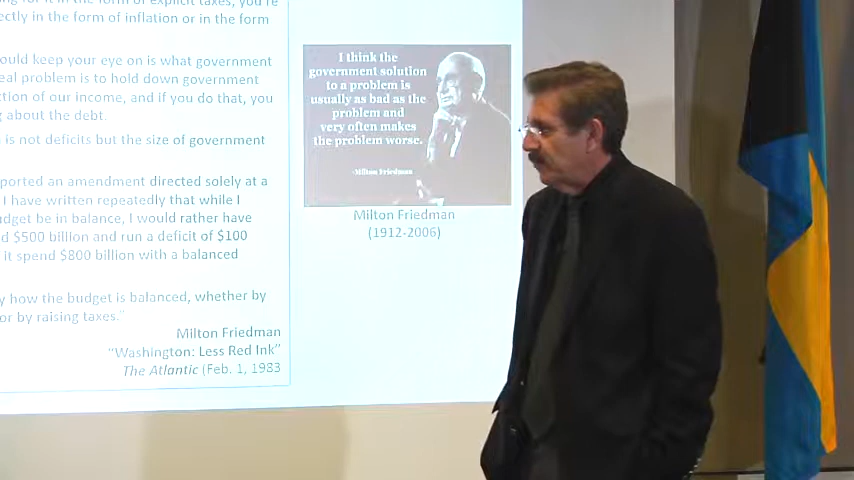 ng for it in the form of explicit taxes, you're
ectly in the form of inflation or in the form
ould keep your eye on is what government
eal problem is to hold down government
ction of our income, and if you do that, you
g about the debt.
is not deficits but the size of government
ported an amendment directed solely at a
I have written repeatedly that while I
dget be in balance, I would rather have
d $500 billion and run a deficit of $100
it spend $800 billion with a balanced
y how the budget is balanced, whether by
or by raising taxes."
Milton Friedman
"Washington: Less Red Ink"
The Atlantic (Feb. 1, 1983
I think the
government solution
to a problem is
usually as bad as the
problem and
very often makes
the problem worse.
-Milton Friedman
Milton Friedman
(1912-2006)